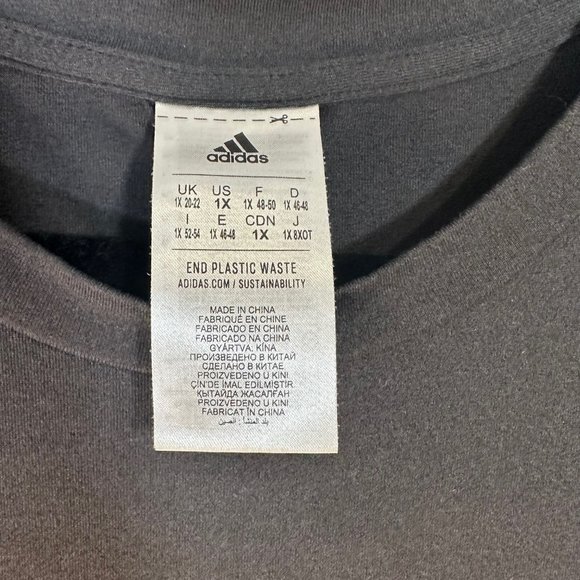 adidas
UK US F D
1X 20-22 1X 1X 48-50 1X 46-48
I E CDN J
1X 52-54 1X 46-48 1X 1X 8XOT
END PLASTIC WASTE
ADIDAS.COM / SUSTAINABILITY
MADE IN CHINA
FABRIQUÉ EN CHINE
FABRICADO EN CHINA
FABRICADO NA CHINA
GYÁRTVA: KÍNA
ПРОИЗВЕДЕНО В КИТАЙ
СДЕЛАНО В КИТАЕ
PROIZVEDENO U KINI
ÇİN'DE İMAL EDİLMİŞTİR
ҚЫТАЙДА ЖАСАЛҒАН
PROIZVEDENO U KINI
FABRICAT ÎN CHINA
بلد المنشأ : الصين